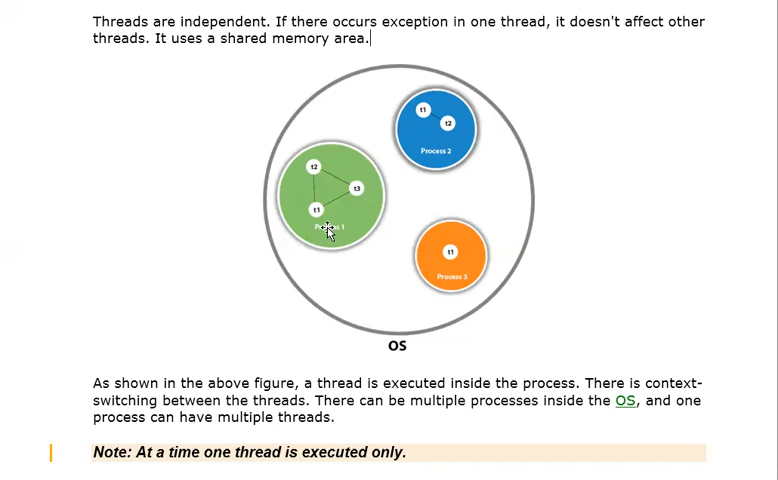 Threads are independent. If there occurs exception in one thread, it doesn't affect other
threads. It uses a shared memory area.
t1
t2
Process 2
t2
t3
t1
1
t1
Process 3
OS
As shown in the above figure, a thread is executed inside the process. There is context-
switching between the threads. There can be multiple processes inside the OS, and one
process can have multiple threads.
Note: At a time one thread is executed only.